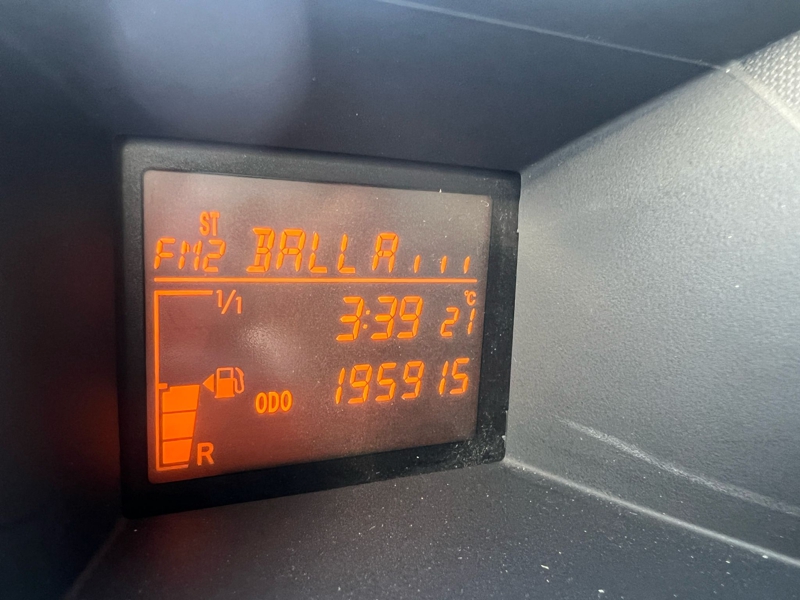 ST
FM2 BALLA,,,
1/1
3:39 21 °C
ODO 195915
R